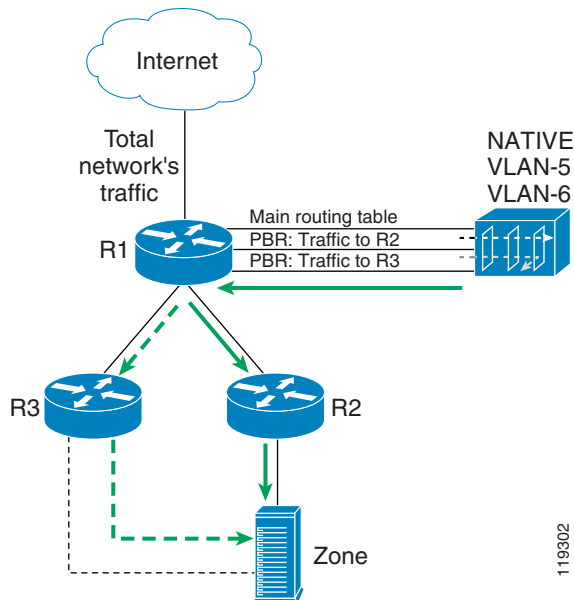 Internet
Total
network's
traffic
NATIVE
VLAN-5
VLAN-6
Main routing table
PBR: Traffic to R2
PBR: Traffic to R3
R1
R3
R2
Zone
119302